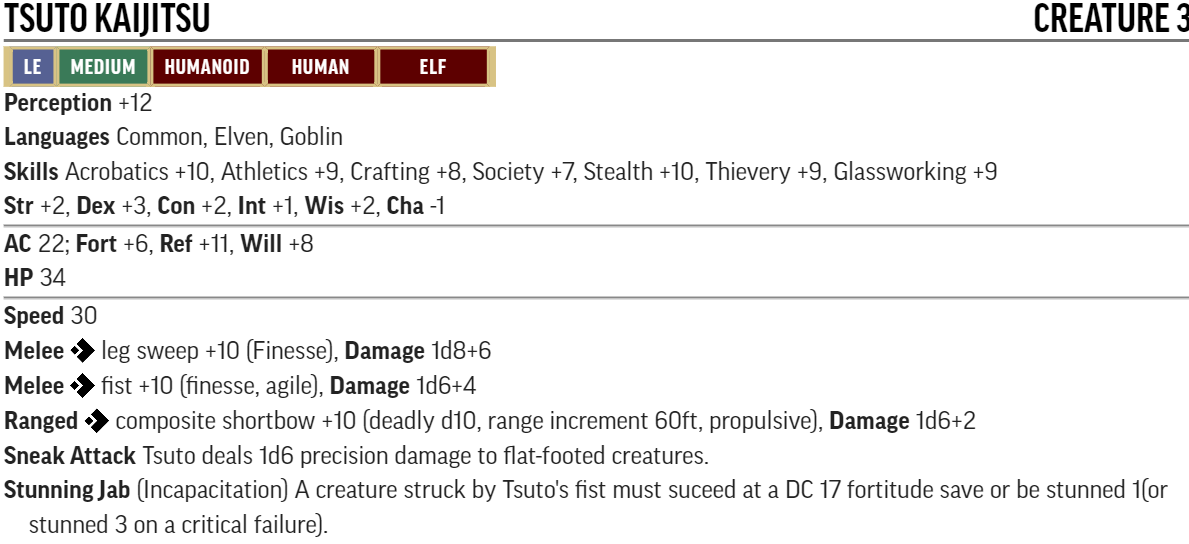 TSUTO KAIJITSU CREATURE 3
LE MEDIUM HUMANOID HUMAN ELF
Perception +12
Languages Common, Elven, Goblin
Skills Acrobatics +10, Athletics +9, Crafting +8, Society +7, Stealth +10, Thievery +9, Glassworking +9
Str +2, Dex +3, Con +2, Int +1, Wis +2, Cha -1
AC 22; Fort +6, Ref +11, Will +8
HP 34
Speed 30
Melee leg sweep +10 (Finesse), Damage 1d8+6
Melee fist +10 (finesse, agile), Damage 1d6+4
Ranged composite shortbow +10 (deadly d10, range increment 60ft, propulsive), Damage 1d6+2
Sneak Attack Tsuto deals 1d6 precision damage to flat-footed creatures.
Stunning Jab (Incapacitation) A creature struck by Tsuto's fist must suceed at a DC 17 fortitude save or be stunned 1(or
stunned 3 on a critical failure).